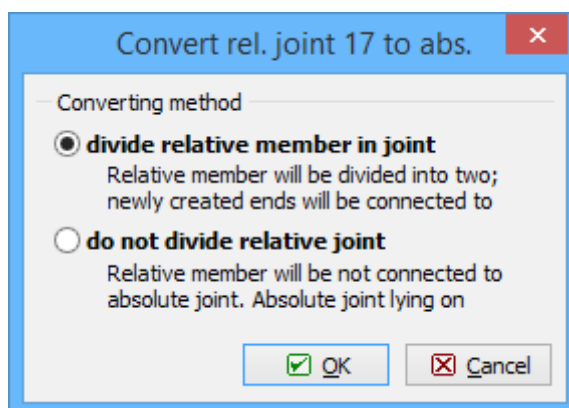 Convert rel. joint 17 to abs.
Converting method
divide relative member in joint
Relative member will be divided into two;
newly created ends will be connected to
do not divide relative joint
Relative member will be not connected to
absolute joint. Absolute joint lying on
OK Cancel